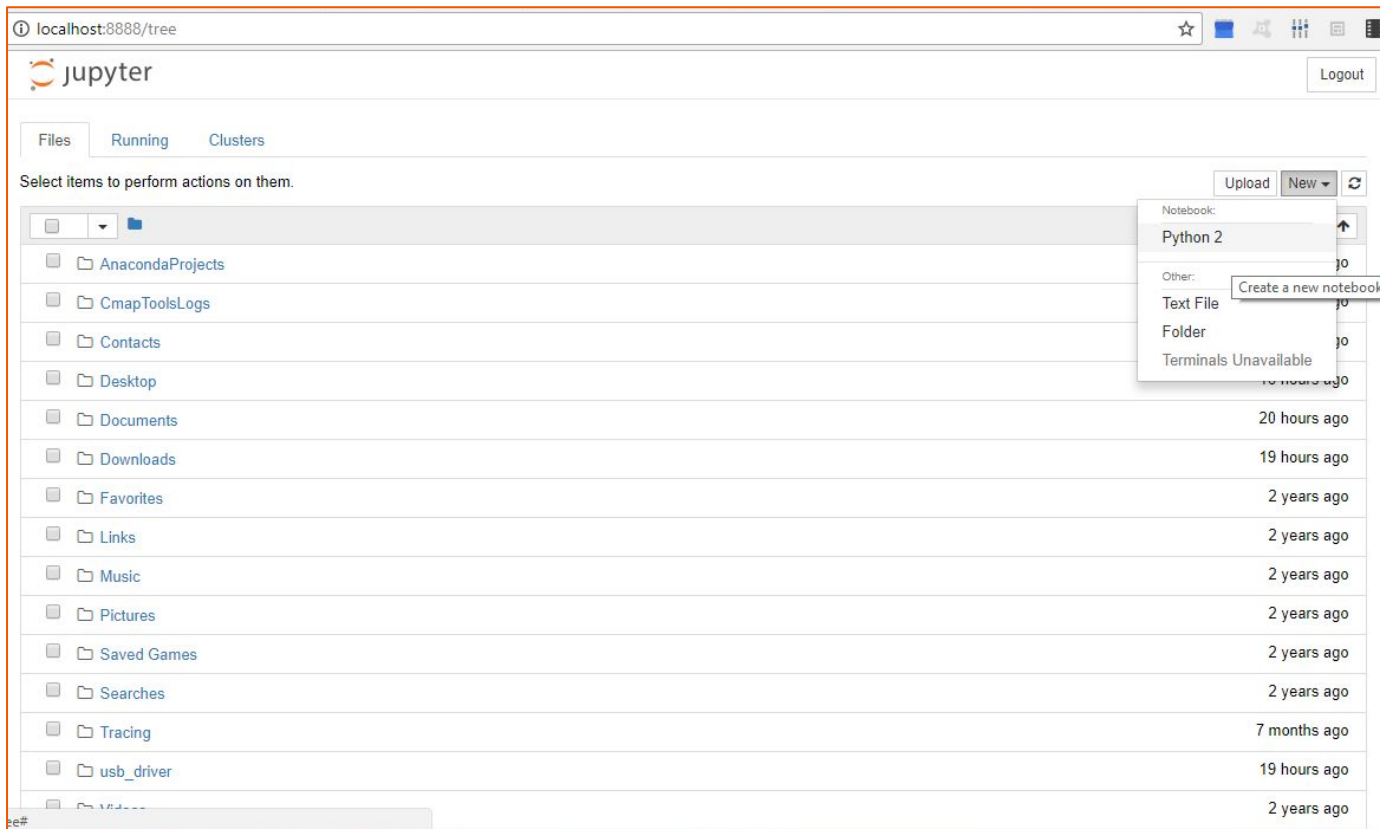 localhost:8888/tree
jupyter
Logout
Files Running Clusters
Select items to perform actions on them.
Upload New
Notebook:
Python 2
Other:
Create a new notebook
Text File
Folder
Terminals Unavailable
AnacondaProjects
CmapToolsLogs
Contacts
Desktop hours ago
Documents 20 hours ago
Downloads 19 hours ago
Favorites 2 years ago
Links 2 years ago
Music 2 years ago
Pictures 2 years ago
Saved Games 2 years ago
Searches 2 years ago
Tracing 7 months ago
usb_driver 19 hours ago
Videos 2 years ago
ee#